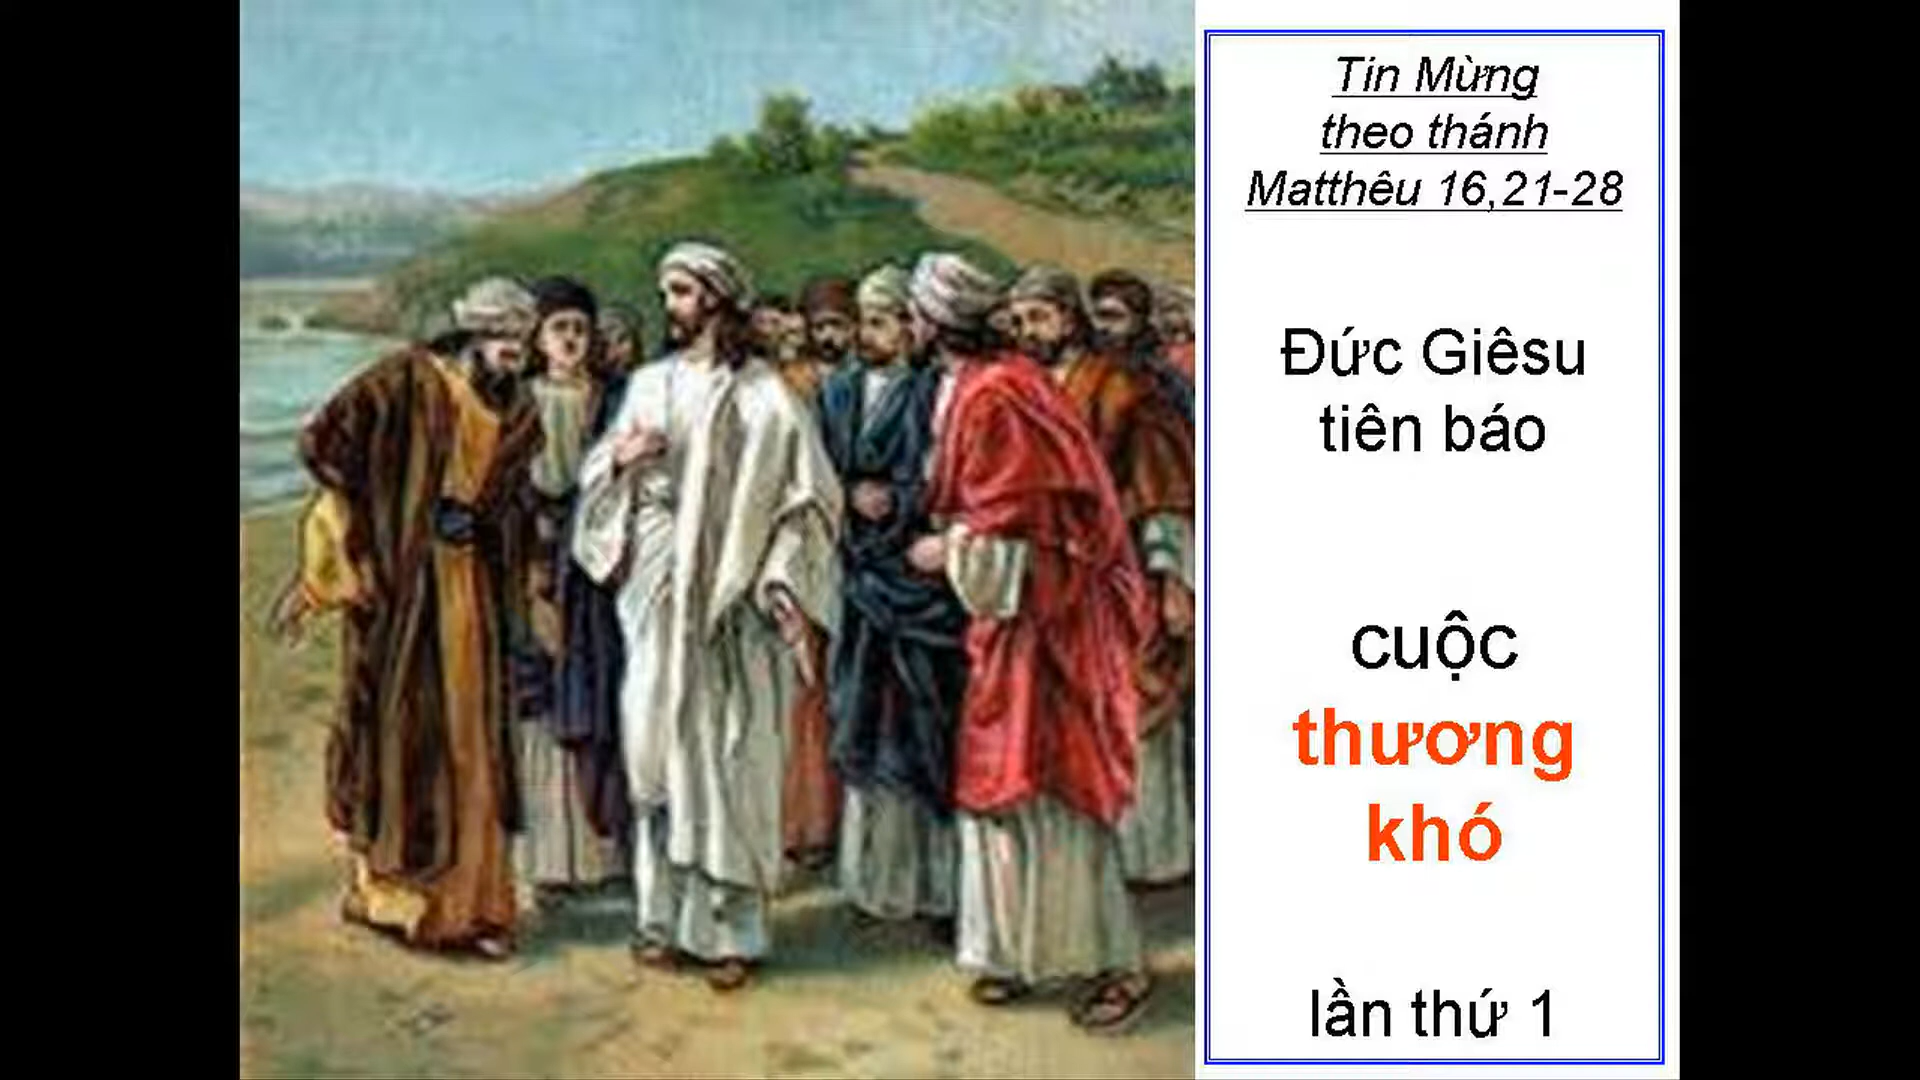 Tin Mừng
theo thánh
Matthêu 16,21-28
Đức Giêsu
tiên báo
cuộc
thương
khó
lần thứ 1